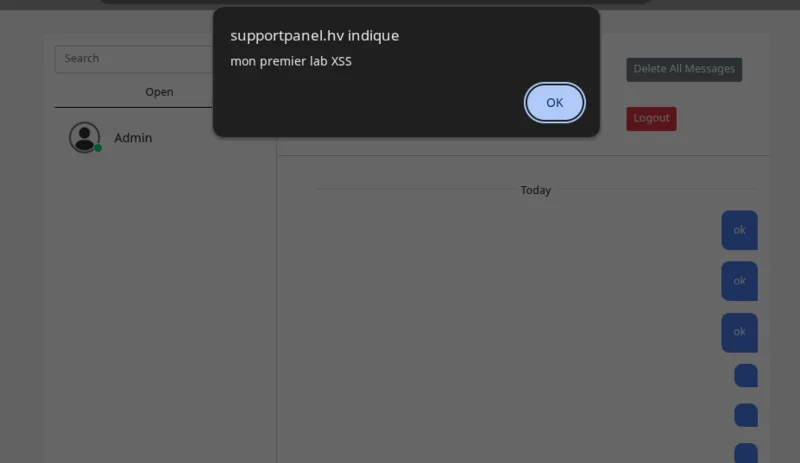 supportpanel.hv indique
mon premier lab XSS
OK
Search
Open
Admin
Delete All Messages
Logout
Today
ok
ok
ok